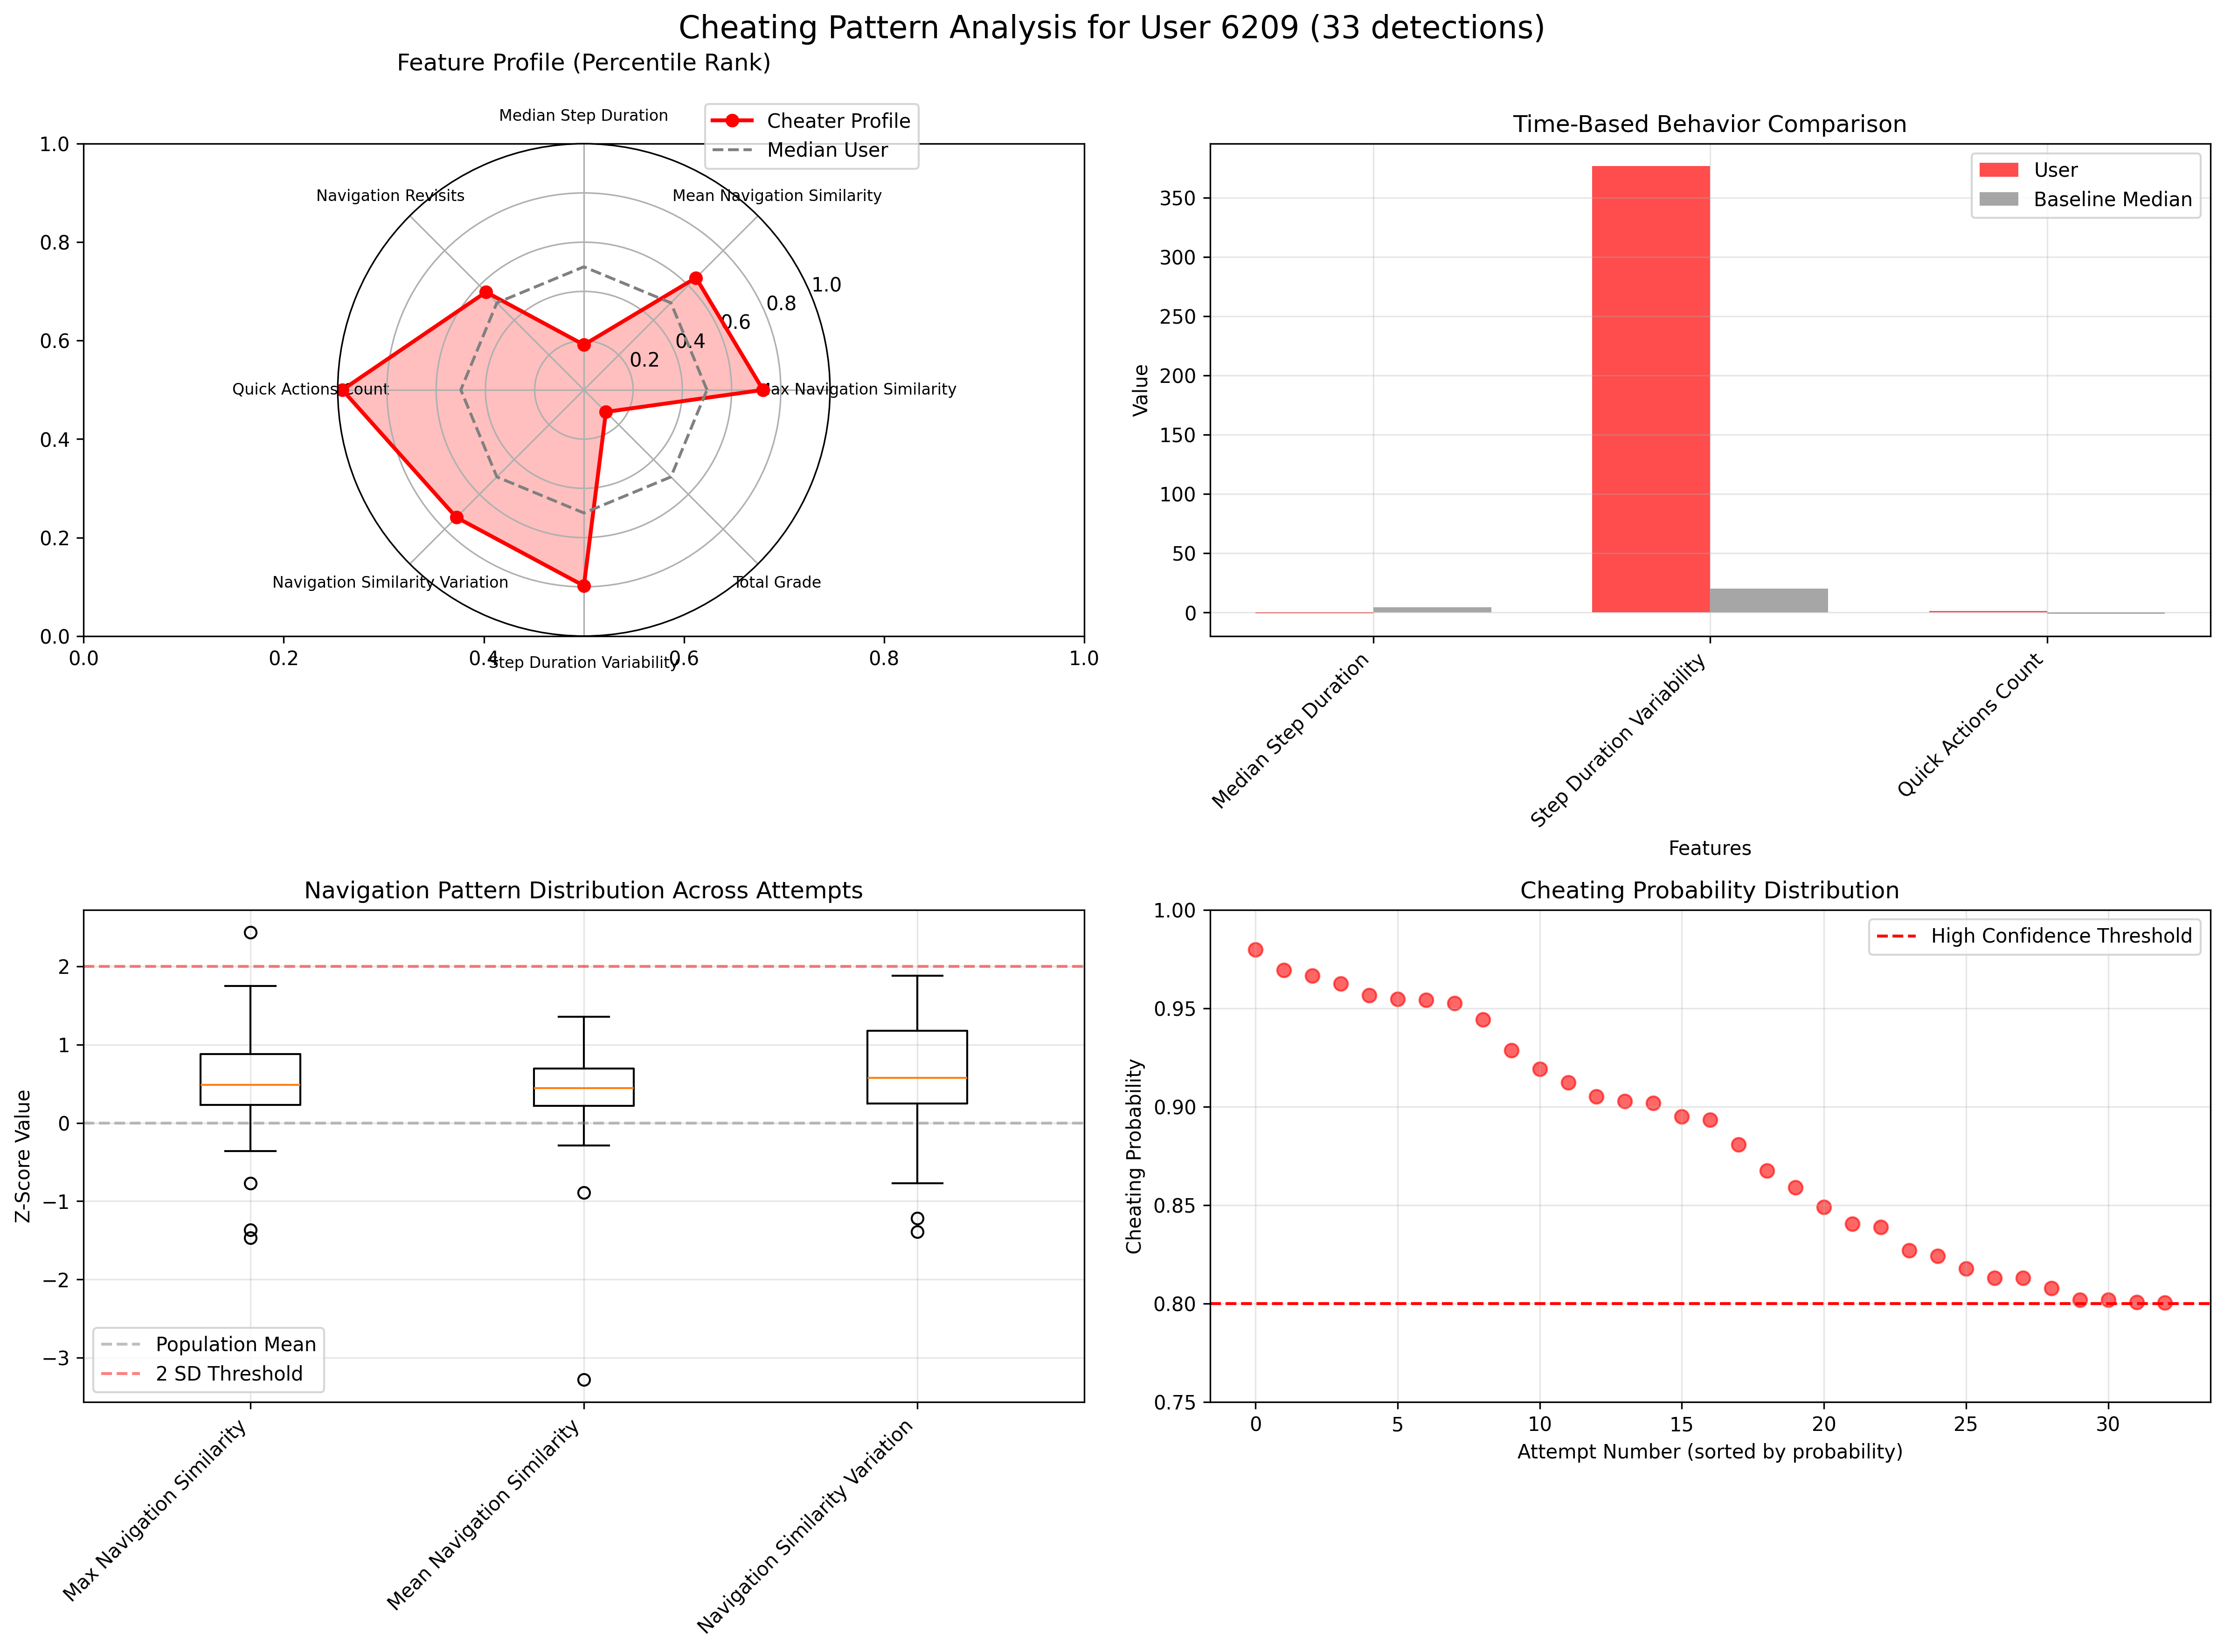 Cheating Pattern Analysis for User 6209 (33 detections)
Feature Profile (Percentile Rank)
Median Step Duration
Cheater Profile
Median User
Navigation Revisits
Mean Navigation Similarity
Quick Actions Count
Max Navigation Similarity
Navigation Similarity Variation
Total Grade
Step Duration Variability
1.0
0.8
0.6
0.4
0.2
0.0
0.2
0.4
0.6
0.8
1.0
0.0
0.2
0.4
0.6
0.8
1.0
Time-Based Behavior Comparison
User
Baseline Median
Value
350
300
250
200
150
100
50
0
Median Step Duration
Step Duration Variability
Quick Actions Count
Features
Navigation Pattern Distribution Across Attempts
Z-Score Value
2
1
0
−1
−2
−3
Population Mean
2 SD Threshold
Max Navigation Similarity
Mean Navigation Similarity
Navigation Similarity Variation
Cheating Probability Distribution
High Confidence Threshold
Cheating Probability
1.00
0.95
0.90
0.85
0.80
0.75
0
5
10
15
20
25
30
Attempt Number (sorted by probability)